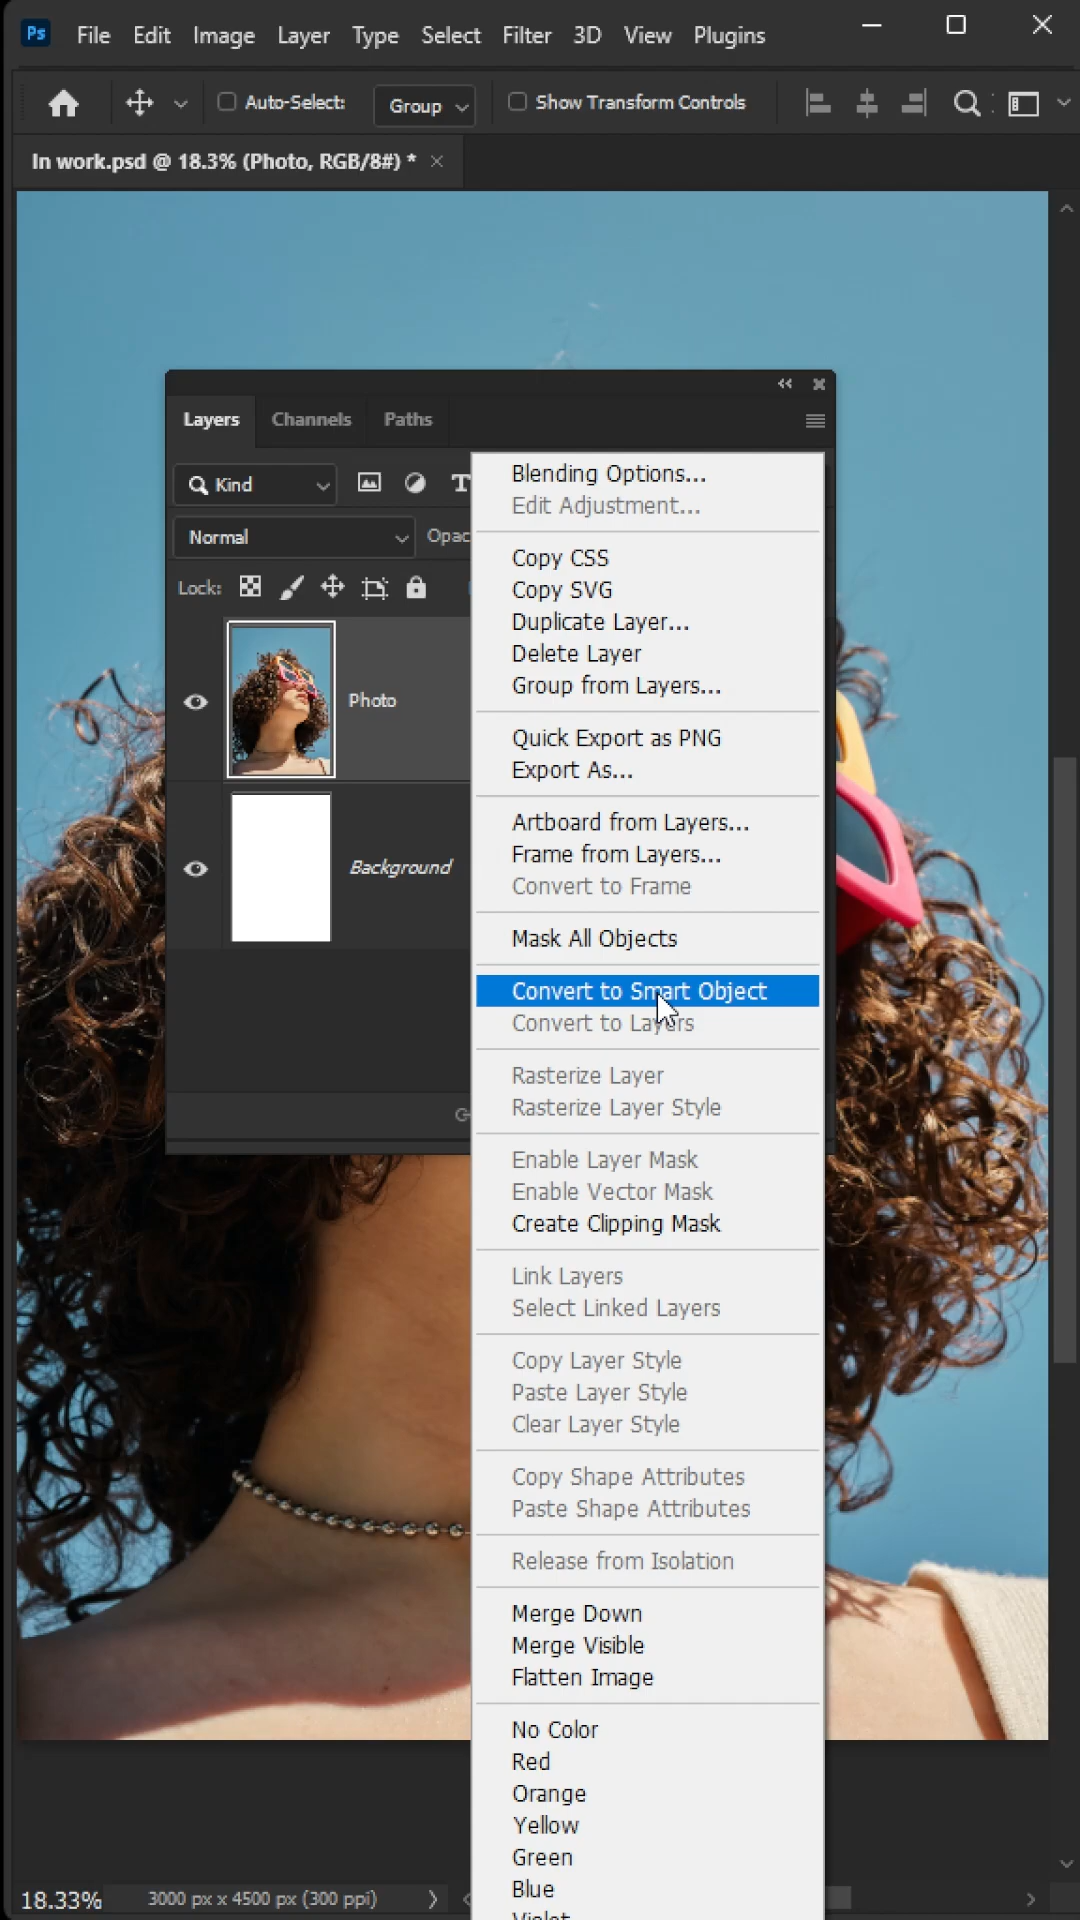 Ps File Edit Image Layer Type Select Filter 3D View Plugins
Auto-Select: Group Show Transform Controls
In work.psd @ 18.3% (Photo, RGB/8#) *
Layers Channels Paths
Kind T
Normal Opac
Lock:
Photo
Background
Blending Options...
Edit Adjustment...
Copy CSS
Copy SVG
Duplicate Layer...
Delete Layer
Group from Layers...
Quick Export as PNG
Export As...
Artboard from Layers...
Frame from Layers...
Convert to Frame
Mask All Objects
Convert to Smart Object
Convert to Layers
Rasterize Layer
Rasterize Layer Style
Enable Layer Mask
Enable Vector Mask
Create Clipping Mask
Link Layers
Select Linked Layers
Copy Layer Style
Paste Layer Style
Clear Layer Style
Copy Shape Attributes
Paste Shape Attributes
Release from Isolation
Merge Down
Merge Visible
Flatten Image
No Color
Red
Orange
Yellow
Green
Blue
Violet
18.33% 3000 px x 4500 px (300 ppi)